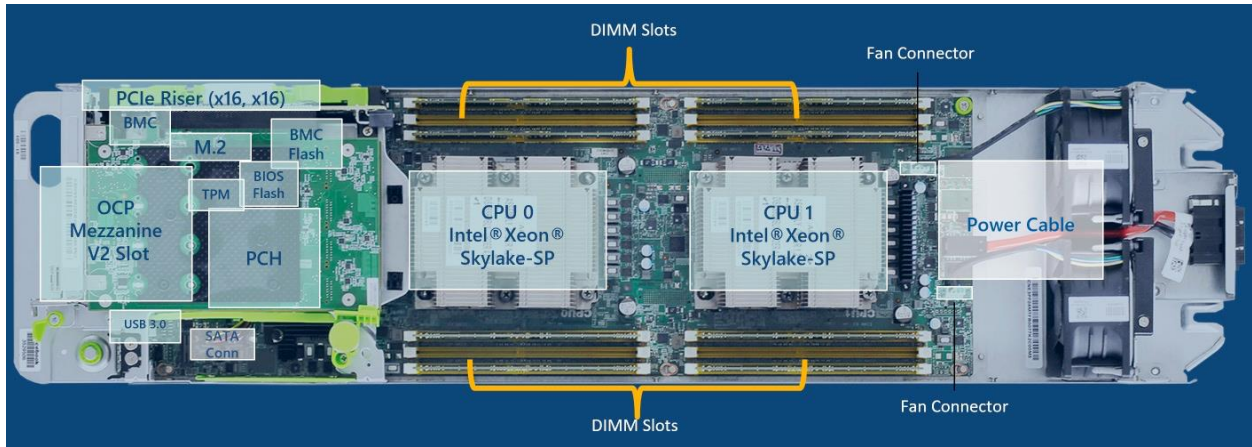 DIMM Slots
Fan Connector
PCIe Riser (x16, x16)
BMC
BMC
Flash
M.2
BIOS
Flash
TPM
OCP
Mezzanine
V2 Slot
PCH
CPU 0
Intel® Xeon®
Skylake-SP
CPU 1
Intel® Xeon®
Skylake-SP
Power Cable
USB 3.0
SATA
Conn
CPU0
CPU1
Fan Connector
DIMM Slots